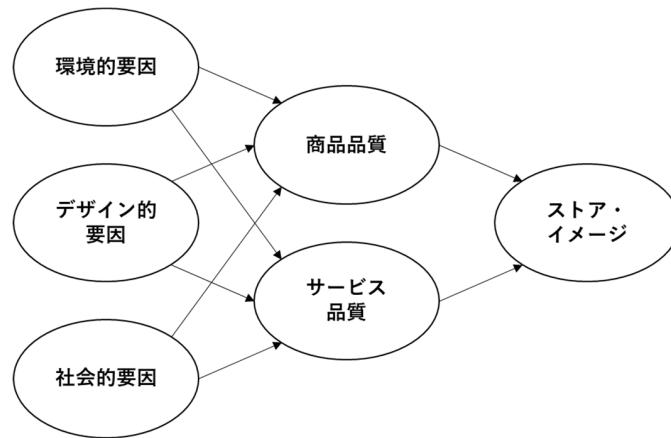 環境的要因
デザイン的
要因
社会的要因
商品品質
サービス
品質
ストア・
イメージ